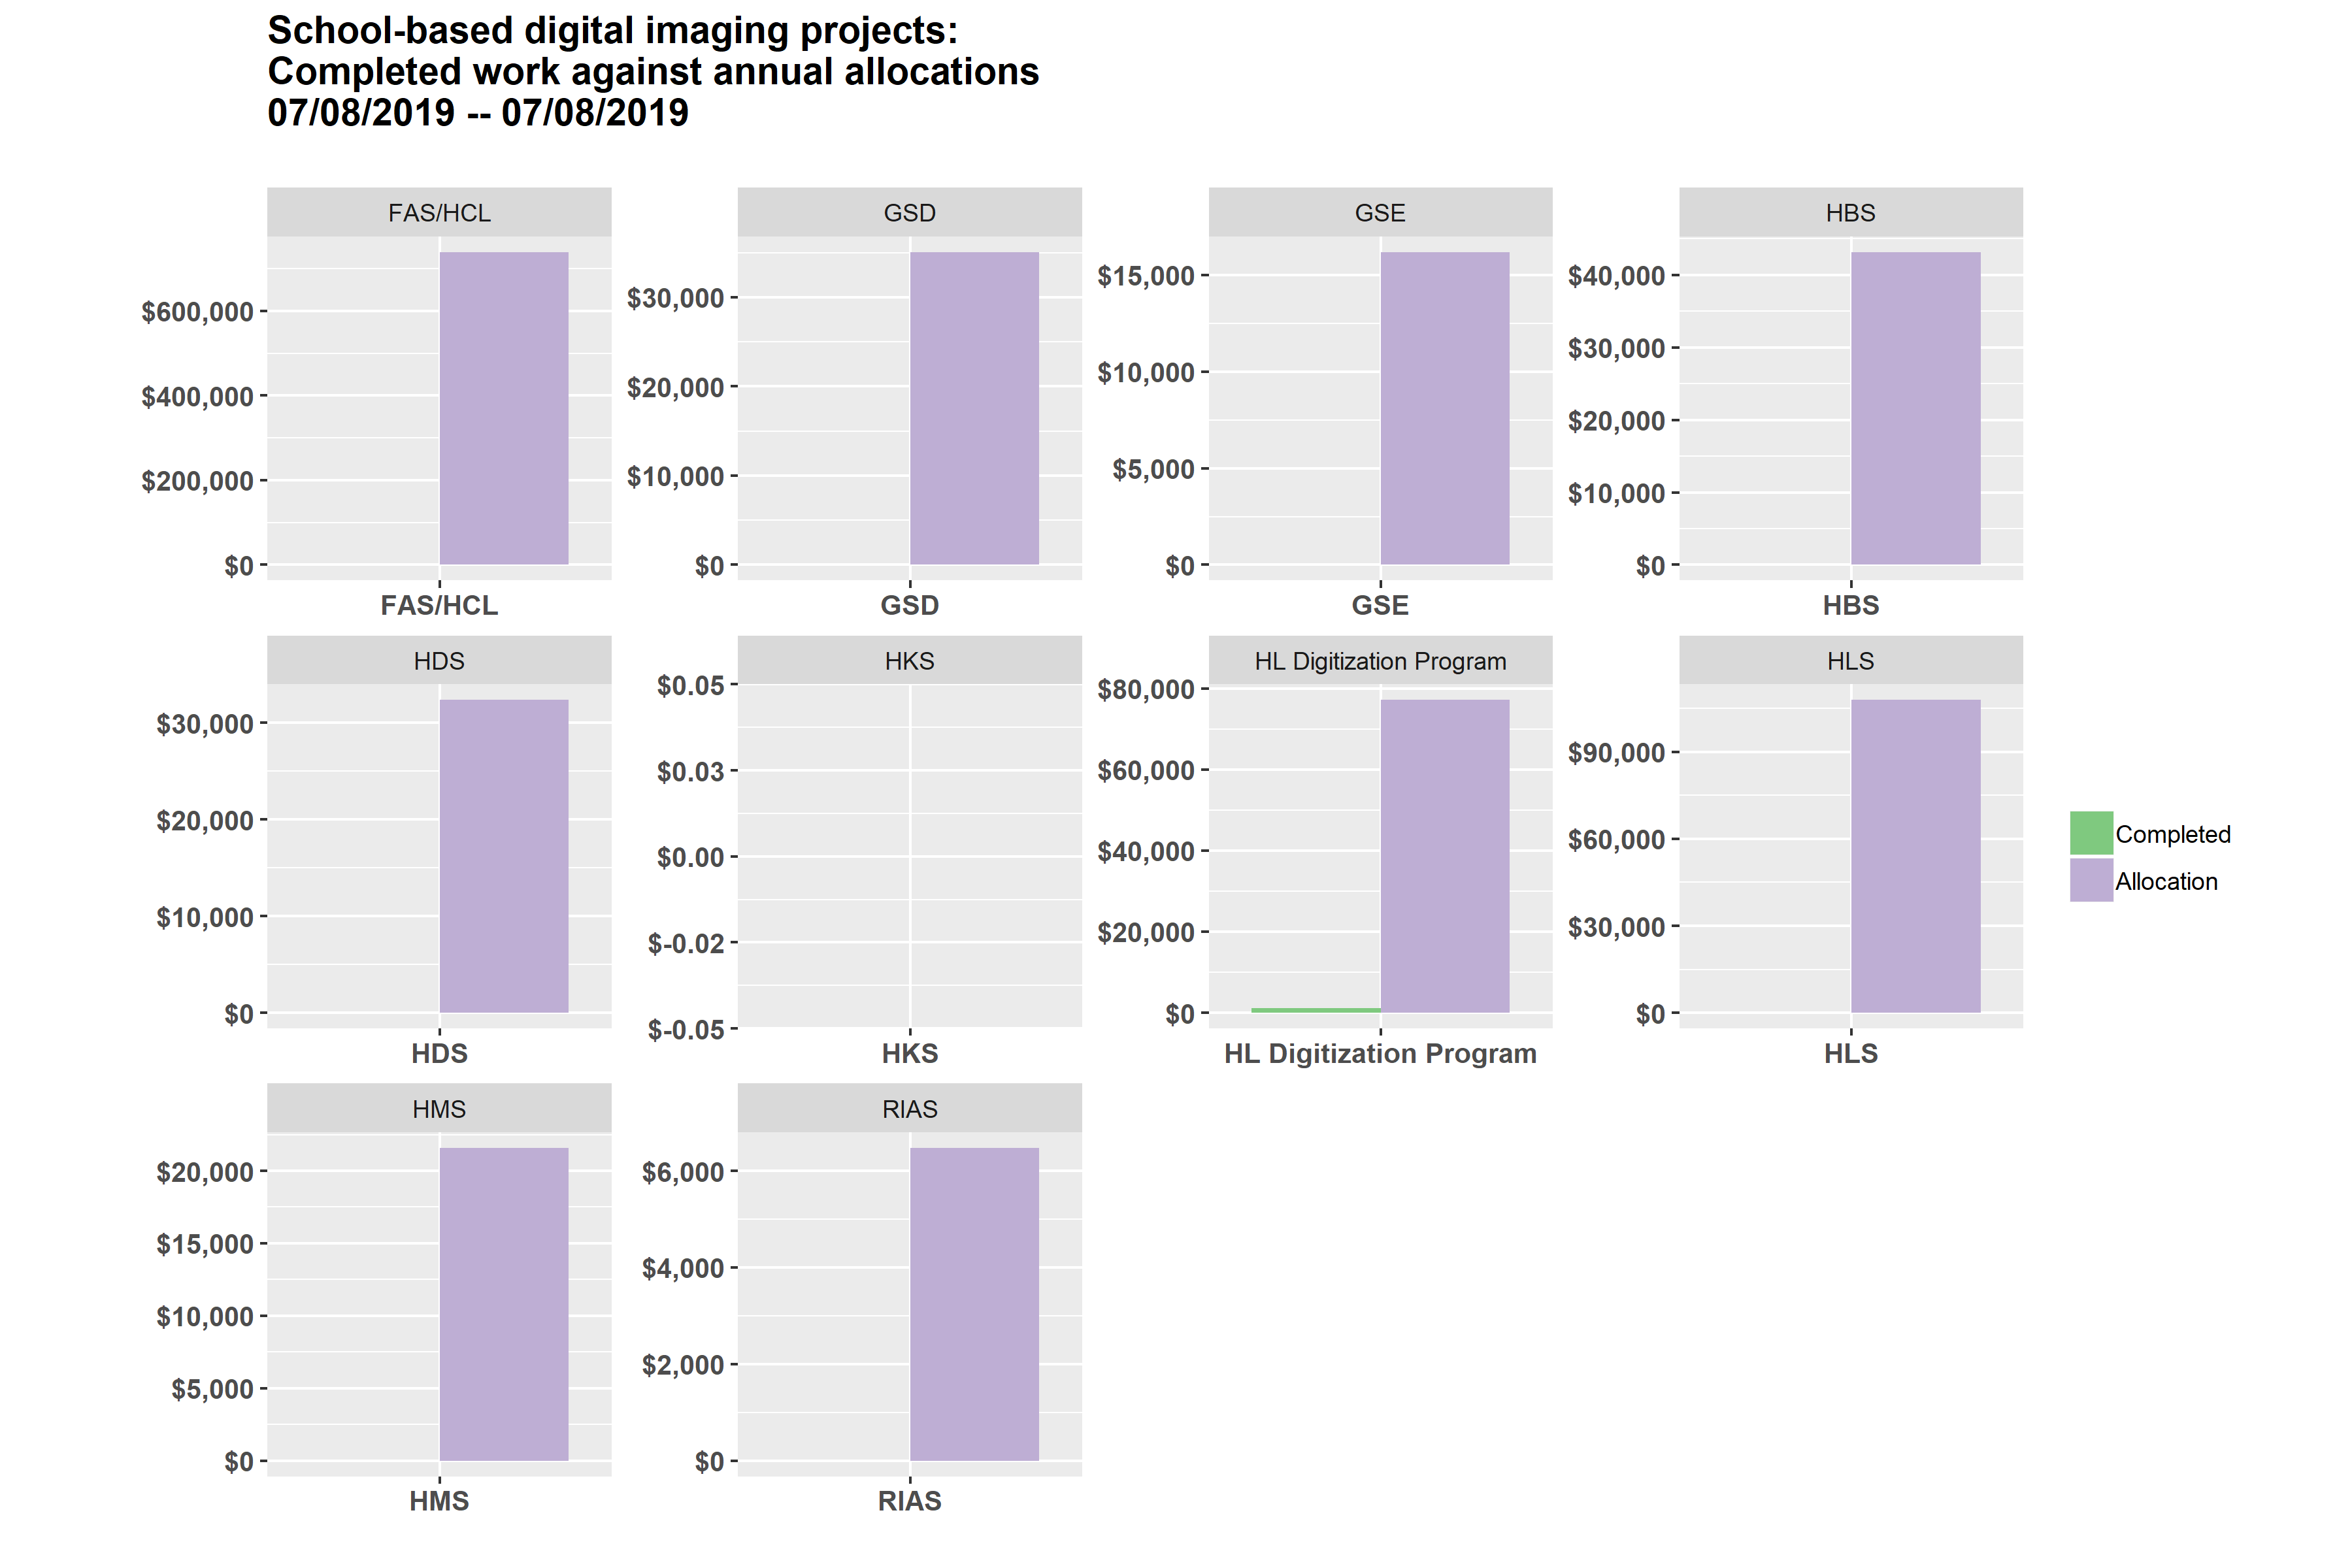 School-based digital imaging projects:
Completed work against annual allocations
07/08/2019 -- 07/08/2019
FAS/HCL
$600,000
$400,000
$200,000
$0
FAS/HCL
GSD
$30,000
$20,000
$10,000
$0
GSD
GSE
$15,000
$10,000
$5,000
$0
GSE
HBS
$40,000
$30,000
$20,000
$10,000
$0
HBS
HDS
$30,000
$20,000
$10,000
$0
HDS
HKS
$0.05
$0.03
$0.00
$-0.02
$-0.05
HKS
HL Digitization Program
$80,000
$60,000
$40,000
$20,000
$0
HL Digitization Program
HLS
$90,000
$60,000
$30,000
$0
HLS
Completed
Allocation
HMS
$20,000
$15,000
$10,000
$5,000
$0
HMS
RIAS
$6,000
$4,000
$2,000
$0
RIAS